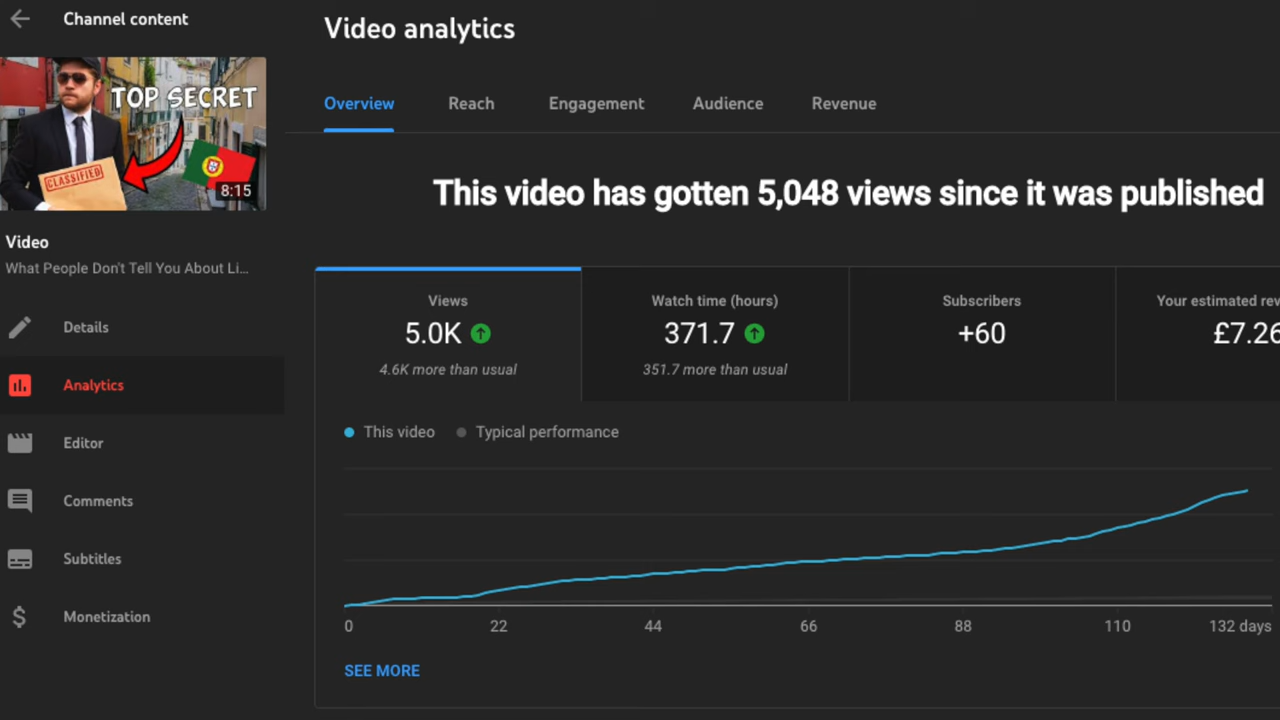 Channel content
TOP SECRET
CLASSIFIED
8:15
Video
What People Don't Tell You About Li...
Details
Analytics
Editor
Comments
Subtitles
Monetization
Video analytics
Overview Reach Engagement Audience Revenue
This video has gotten 5,048 views since it was published
Views Watch time (hours) Subscribers Your estimated rev
5.0K 371.7 +60 £7.26
4.6K more than usual 351.7 more than usual
This video Typical performance
0 22 44 66 88 110 132 days
SEE MORE